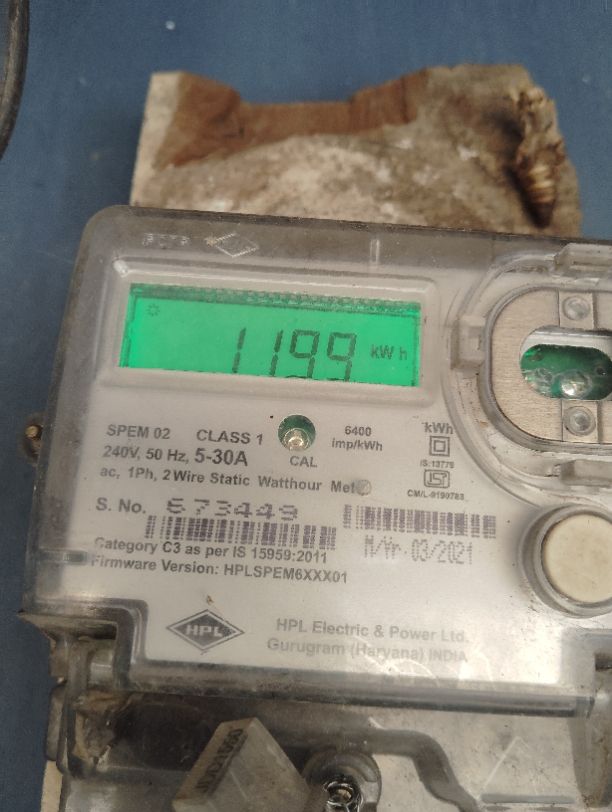 1199 kWh
SPEM 02 CLASS 1
6400 imp/kWh
kWh
240V, 50 Hz, 5-30A
CAL
IS:13779
ISI
ac, 1Ph, 2 Wire Static Watthour
CM/L-9190783
S. No. 673449
M/Yr 03/2021
Category C3 as per IS 15959:2011
Firmware Version: HPLSPEM6XXX01
HPL
HPL Electric & Power Ltd.
Gurugram (Haryana) INDIA